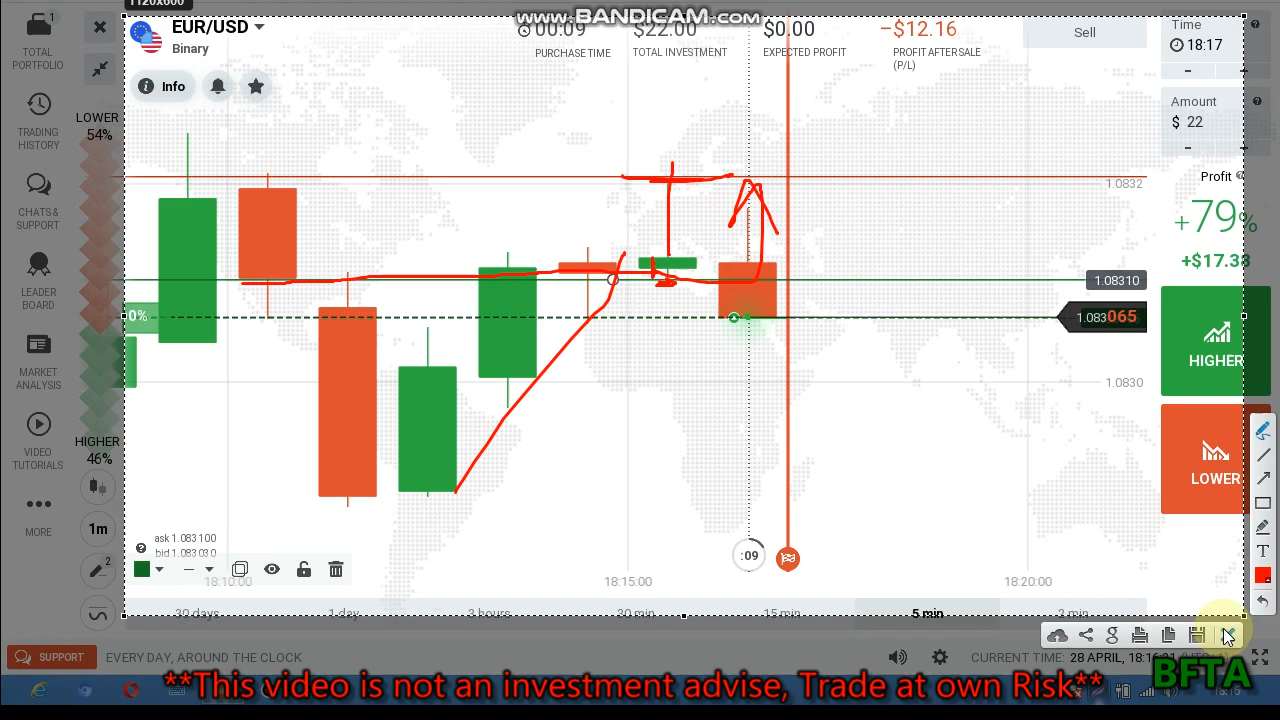 1120x600
www.BANDICAM.com
1
TOTAL PORTFOLIO
TRADING HISTORY
CHATS & SUPPORT
LEADER BOARD
MARKET ANALYSIS
VIDEO TUTORIALS
MORE
LOWER
54%
HIGHER
46%
1m
2
EUR/USD
Binary
Info
00:09
PURCHASE TIME
$22.00
TOTAL INVESTMENT
$0.00
EXPECTED PROFIT
−$12.16
PROFIT AFTER SALE (P/L)
Sell
Time
18:17
-
+
Amount
$ 22
-
+
Profit
+79%
+$17.38
HIGHER
LOWER
1.0832
1.08310
1.083065
1.0830
0%
ask 1.083100
bid 1.083030
:09
18:10:00
18:15:00
18:20:00
30 days
1 day
3 hours
30 min
15 min
5 min
2 min
SUPPORT
EVERY DAY, AROUND THE CLOCK
CURRENT TIME: 28 APRIL, 18:16
**This video is not an investment advise, Trade at own Risk**
BFTA